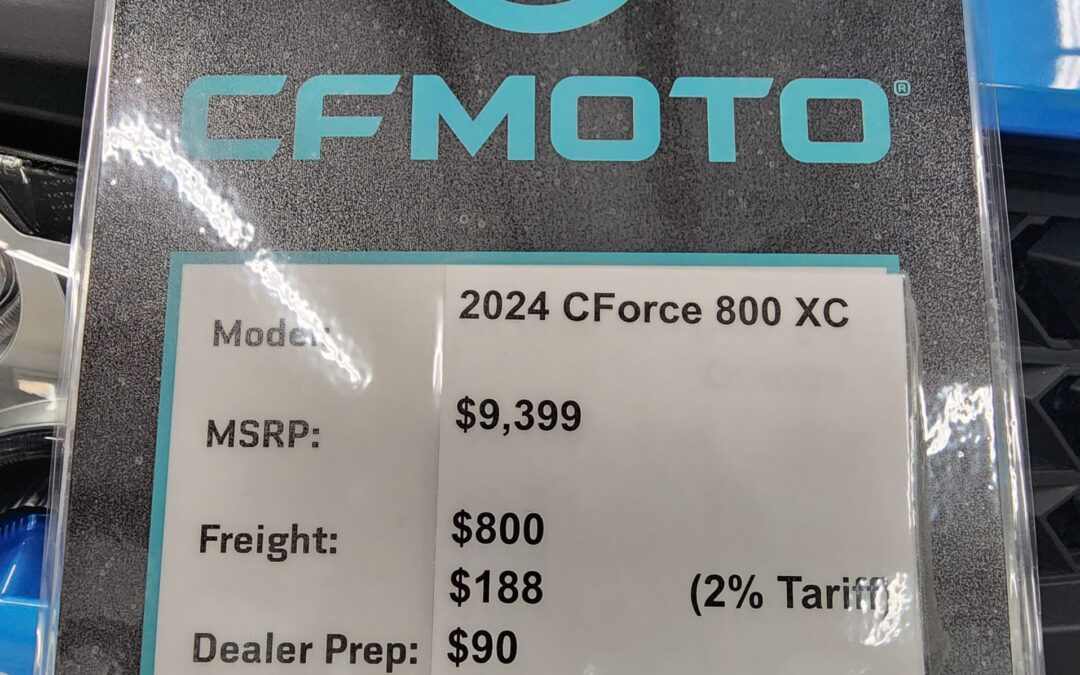 CFMOTO®
Model: 2024 CForce 800 XC
MSRP: $9,399
Freight: $800
$188 (2% Tariff)
Dealer Prep: $90